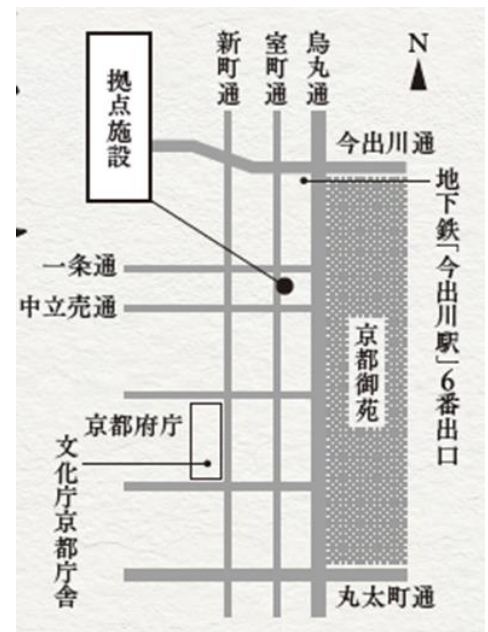 拠点施設
新町通
室町通
烏丸通
N
今出川通
地下鉄「今出川駅」6番出口
一条通
中立売通
京都御苑
京都府庁
文化庁京都庁舎
丸太町通